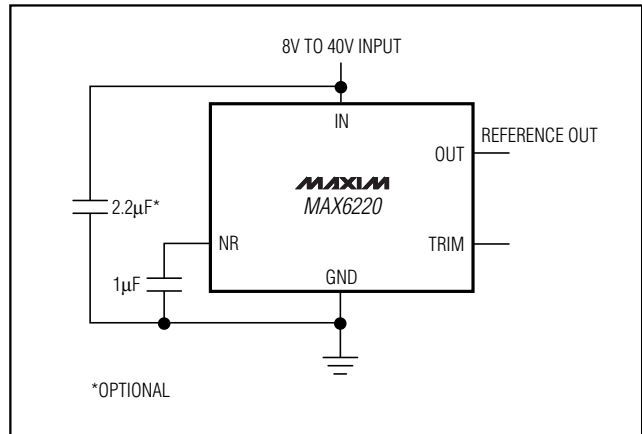 8V TO 40V INPUT
IN
REFERENCE OUT
OUT
MAXIM
MAX6220
2.2µF*
NR
TRIM
1µF
GND
*OPTIONAL